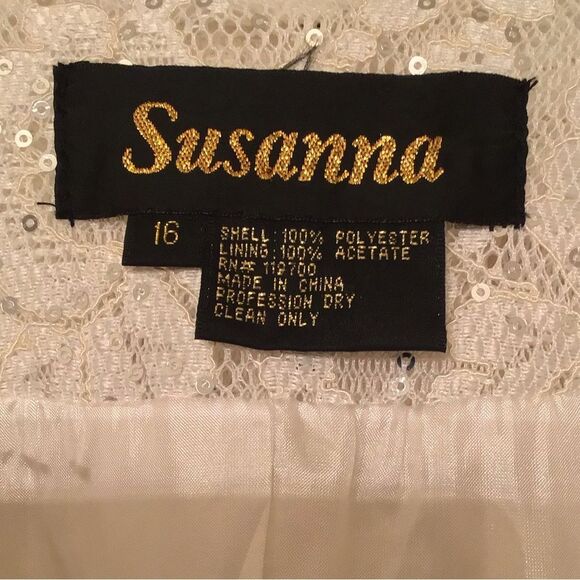 Susanna
16
SHELL: 100% POLYESTER
LINING: 100% ACETATE
RN# 119700
MADE IN CHINA
PROFESSION DRY
CLEAN ONLY